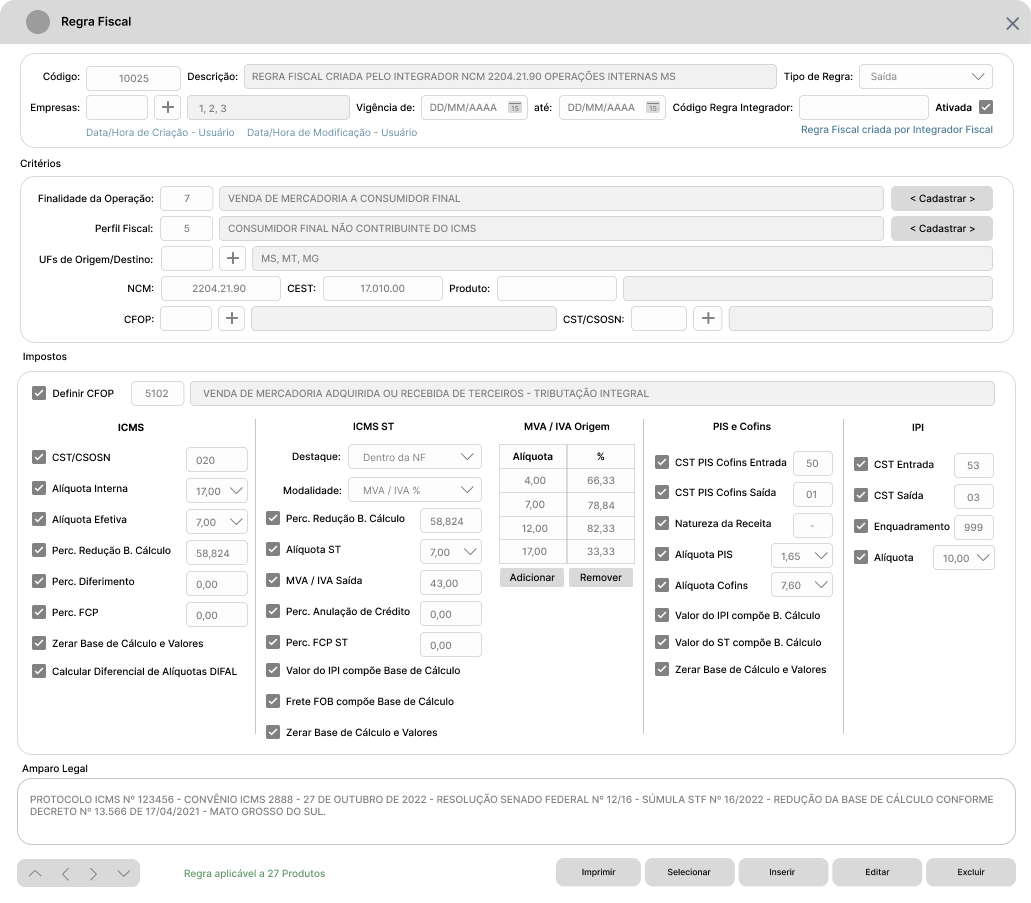 Regra Fiscal
Código: 10025 Descrição: REGRA FISCAL CRIADA PELO INTEGRADOR NCM 2204.21.90 OPERAÇÕES INTERNAS MS Tipo de Regra: Saída
Empresas: 1, 2, 3 Vigência de: DD/MM/AAAA 15 até: DD/MM/AAAA 15 Código Regra Integrador: Ativada
Data/Hora de Criação - Usuário Data/Hora de Modificação - Usuário Regra Fiscal criada por Integrador Fiscal
Critérios
Finalidade da Operação: 7 VENDA DE MERCADORIA A CONSUMIDOR FINAL < Cadastrar >
Perfil Fiscal: 5 CONSUMIDOR FINAL NÃO CONTRIBUINTE DO ICMS < Cadastrar >
UFs de Origem/Destino: MS, MT, MG
NCM: 2204.21.90 CEST: 17.010.00 Produto:
CFOP: CST/CSOSN:
Impostos
Definir CFOP 5102 VENDA DE MERCADORIA ADQUIRIDA OU RECEBIDA DE TERCEIROS - TRIBUTAÇÃO INTEGRAL
ICMS
CST/CSOSN 020
Alíquota Interna 17,00
Alíquota Efetiva 7,00
Perc. Redução B. Cálculo 58,824
Perc. Diferimento 0,00
Perc. FCP 0,00
Zerar Base de Cálculo e Valores
Calcular Diferencial de Alíquotas DIFAL
ICMS ST
Destaque: Dentro da NF
Modalidade: MVA / IVA %
Perc. Redução B. Cálculo 58,824
Alíquota ST 7,00
MVA / IVA Saída 43,00
Perc. Anulação de Crédito 0,00
Perc. FCP ST 0,00
Valor do IPI compõe Base de Cálculo
Frete FOB compõe Base de Cálculo
Zerar Base de Cálculo e Valores
MVA / IVA Origem
Alíquota %
4,00 66,33
7,00 78,84
12,00 82,33
17,00 33,33
Adicionar Remover
PIS e Cofins
CST PIS Cofins Entrada 50
CST PIS Cofins Saída 01
Natureza da Receita -
Alíquota PIS 1,65
Alíquota Cofins 7,60
Valor do IPI compõe B. Cálculo
Valor do ST compõe B. Cálculo
Zerar Base de Cálculo e Valores
IPI
CST Entrada 53
CST Saída 03
Enquadramento 999
Alíquota 10,00
Amparo Legal
PROTOCOLO ICMS Nº 123456 - CONVÊNIO ICMS 2888 - 27 DE OUTUBRO DE 2022 - RESOLUÇÃO SENADO FEDERAL Nº 12/16 - SÚMULA STF Nº 16/2022 - REDUÇÃO DA BASE DE CÁLCULO CONFORME
DECRETO Nº 13.566 DE 17/04/2021 - MATO GROSSO DO SUL.
Regra aplicável a 27 Produtos
Imprimir Selecionar Inserir Editar Excluir